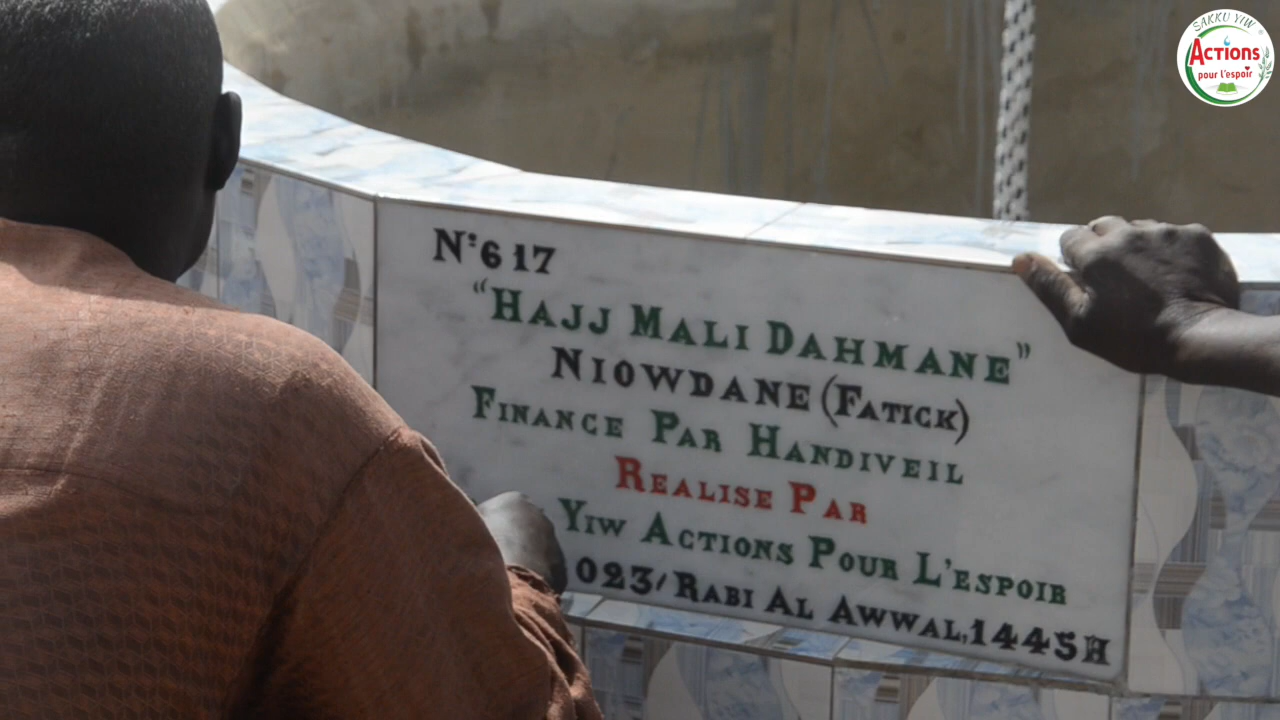 SAKKU YIW
ACTIONS
pour l'espoir
N°617
"HAJJ MALI DAHMANE"
NIOWDANE (FATICK)
FINANCE PAR HANDIVEIL
REALISE PAR
YIW ACTIONS POUR L'ESPOIR
023/RABI AL AWWAL,1445H